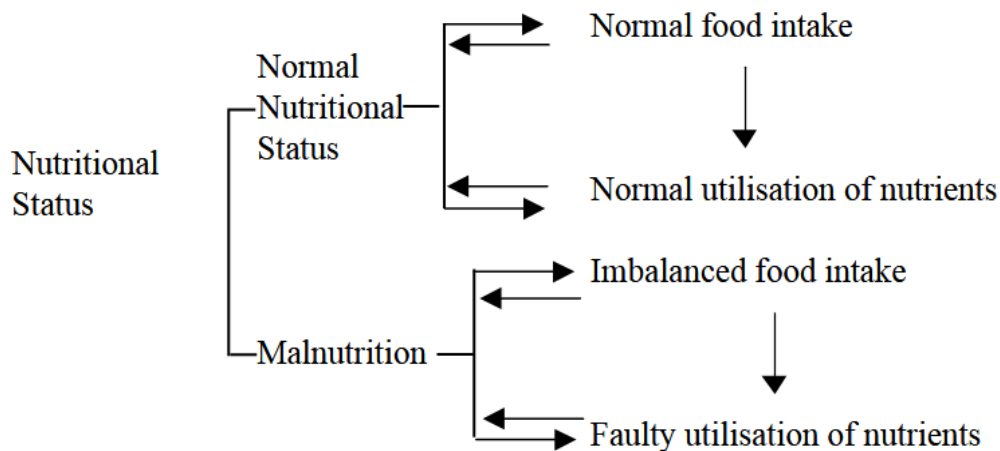 Normal food intake
Normal
Nutritional
Status
Nutritional
Status
Normal utilisation of nutrients
Imbalanced food intake
Malnutrition
Faulty utilisation of nutrients